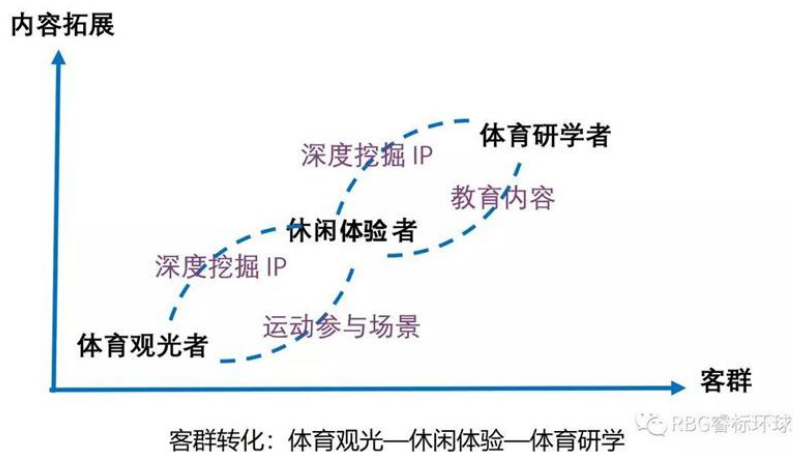 内容拓展
体育研学者
深度挖掘 IP
教育内容
休闲体验者
深度挖掘 IP
运动参与场景
体育观光者
客群
RBG睿标环球
客群转化：体育观光—休闲体验—体育研学